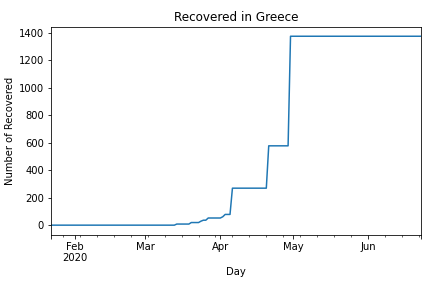 Recovered in Greece
Number of Recovered
1400
1200
1000
800
600
400
200
0
Feb
2020
Mar
Apr
May
Jun
Day